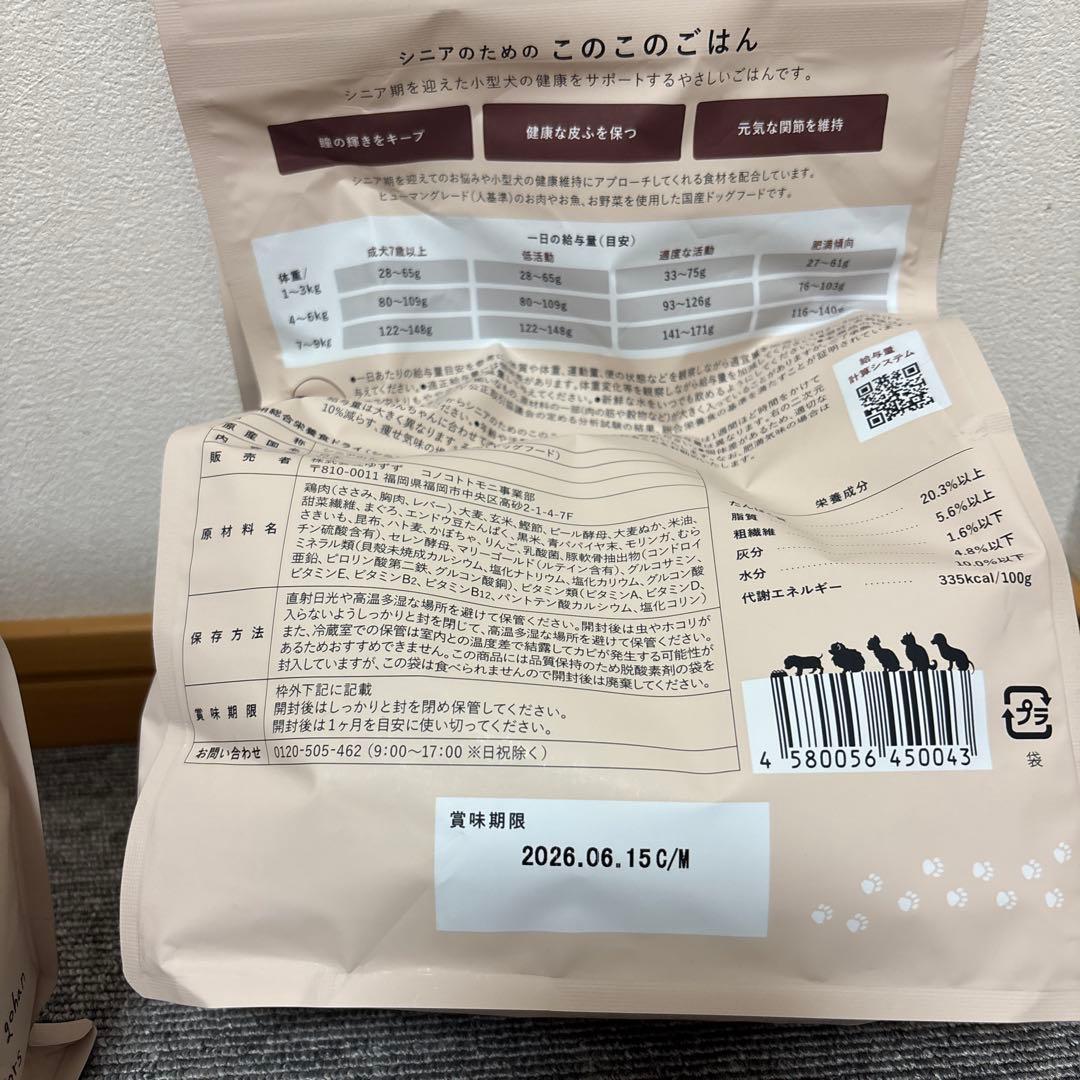 シニアのための このこのごはん
シニア期を迎えた小型犬の健康をサポートするやさしいごはんです。
瞳の輝きをキープ
健康な皮ふを保つ
元気な関節を維持
シニア期を迎えてのお悩みや小型犬の健康維持にアプローチしてくれる食材を配合しています。
ヒューマングレード(人基準)のお肉やお魚、お野菜を使用した国産ドッグフードです。
一日の給与量(目安)
体重/ 成犬7歳以上 低活動 適度な活動 肥満傾向
1〜3kg 28〜65g 28〜65g 33〜75g 27〜61g
4〜6kg 80〜109g 80〜109g 93〜126g 76〜103g
7〜9kg 122〜148g 122〜148g 141〜171g 116〜140g
給与量
計算システム
販売者
コノコトトモニ事業部
〒810-0011 福岡県福岡市中央区高砂2-1-4-7F
原材料名
鶏肉(ささみ、胸肉、レバー)、大麦、玄米、鰹節、ビール酵母、大麦ぬか、米油、
甜菜繊維、まぐろ、エンドウ豆たんぱく、黒米、青パパイヤ末、モリンガ、むら
さきいも、昆布、ハト麦、かぼちゃ、りんご、乳酸菌、豚軟骨抽出物(コンドロイ
チン硫酸含有)、セレン酵母、マリーゴールド(ルテイン含有)、グルコサミン、
ミネラル類(貝殻未焼成カルシウム、塩化ナトリウム、塩化カリウム、グルコン酸
亜鉛、ピロリン酸第二鉄、グルコン酸銅)、ビタミン類(ビタミンA、ビタミンD、
ビタミンE、ビタミンB2、ビタミンB12、パントテン酸カルシウム、塩化コリン)
保存方法
直射日光や高温多湿な場所を避けて保管ください。開封後は虫やホコリが
入らないようしっかりと封を閉じて、高温多湿な場所を避けて保管ください。
また、冷蔵室での保管は室内との温度差で結露してカビが発生する可能性が
あるためおすすめできません。この商品には品質保持のため脱酸素剤の袋を
封入していますが、この袋は食べられませんので開封後は廃棄してください。
賞味期限
枠外下記に記載
開封後はしっかりと封を閉め保管してください。
開封後は1ヶ月を目安に使い切ってください。
お問い合わせ 0120-505-462 (9:00〜17:00 ※日祝除く)
栄養成分
20.3%以上
脂質 5.6%以上
粗繊維 1.6%以下
灰分 4.8%以下
水分 10.0%以下
代謝エネルギー 335kcal/100g
4 580056 450043
プラ
袋
賞味期限
2026.06.15C/M
gohan